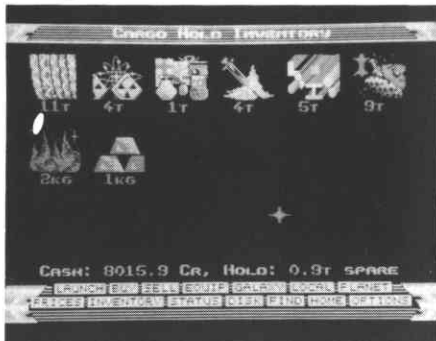 CARGO HOLD INVENTORY
11T 4T 1T 4T 5T 9T
2KG 1KG
CASH: 8015.9 CR, HOLD: 0.9T SPARE
LAUNCH BUY SELL EQUIP GALAXY LOCAL PLANET
PRICES INVENTORY STATUS DISK FIND HOME OPTIONS